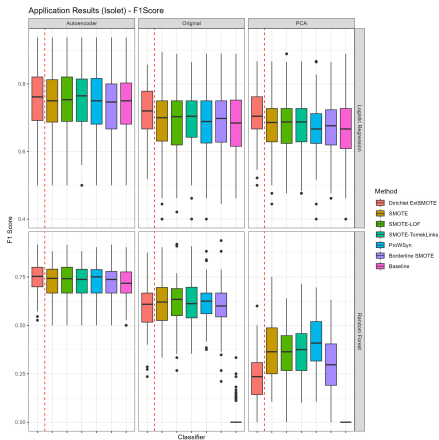 Appllication Results (Isolet) - F1Score
Autoencoder
Original
PCA
0.8
0.6
0.4
Logistic Regression
F1 Score
0.75
0.50
0.25
0.00
Random Forest
Classifier
Method
Dirichlet ExtSMOTE
SMOTE
SMOTE-LOF
SMOTE-TomekLinks
ProWSyn
Borderline SMOTE
Baseline